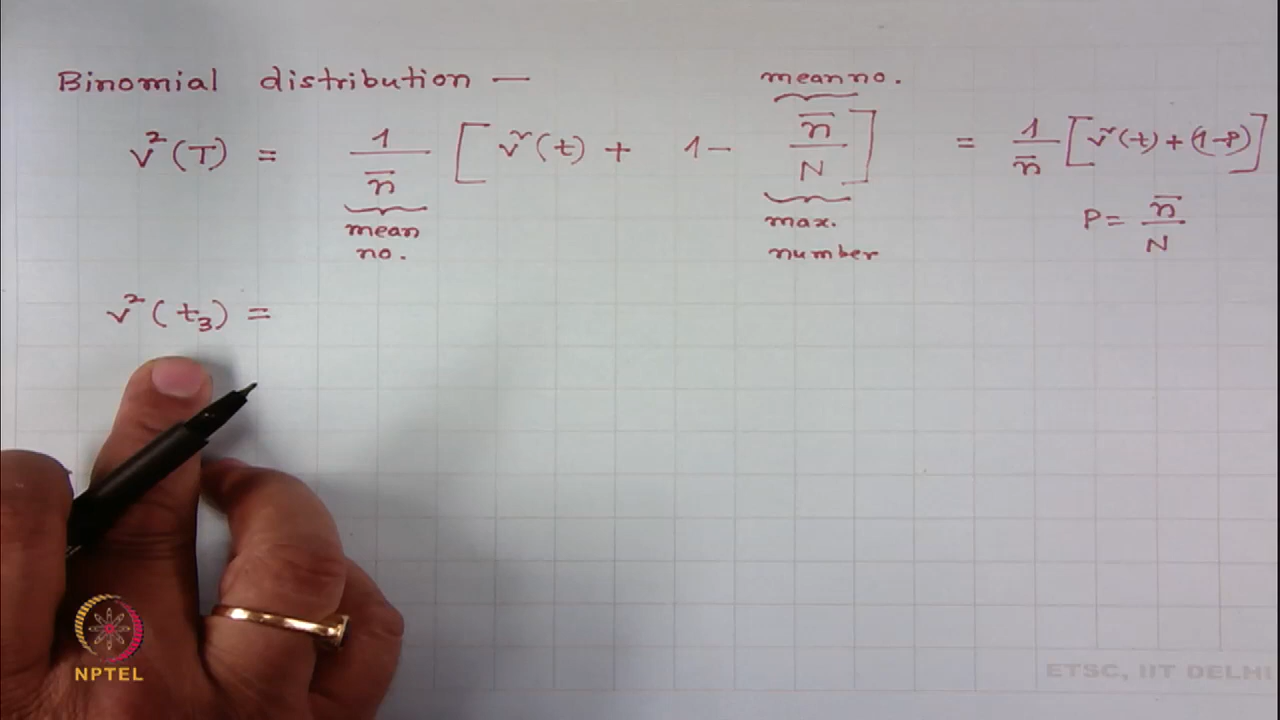 Binomial distribution —
v²(T) = 1/n̄ [ v²(t) + 1 − n̄/N ] = 1/n̄ [ v²(t) + (1-P) ]
mean no.
mean no.
max. number
P = n̄/N
v²(t₃) =
NPTEL
ETSC, IIT DELHI